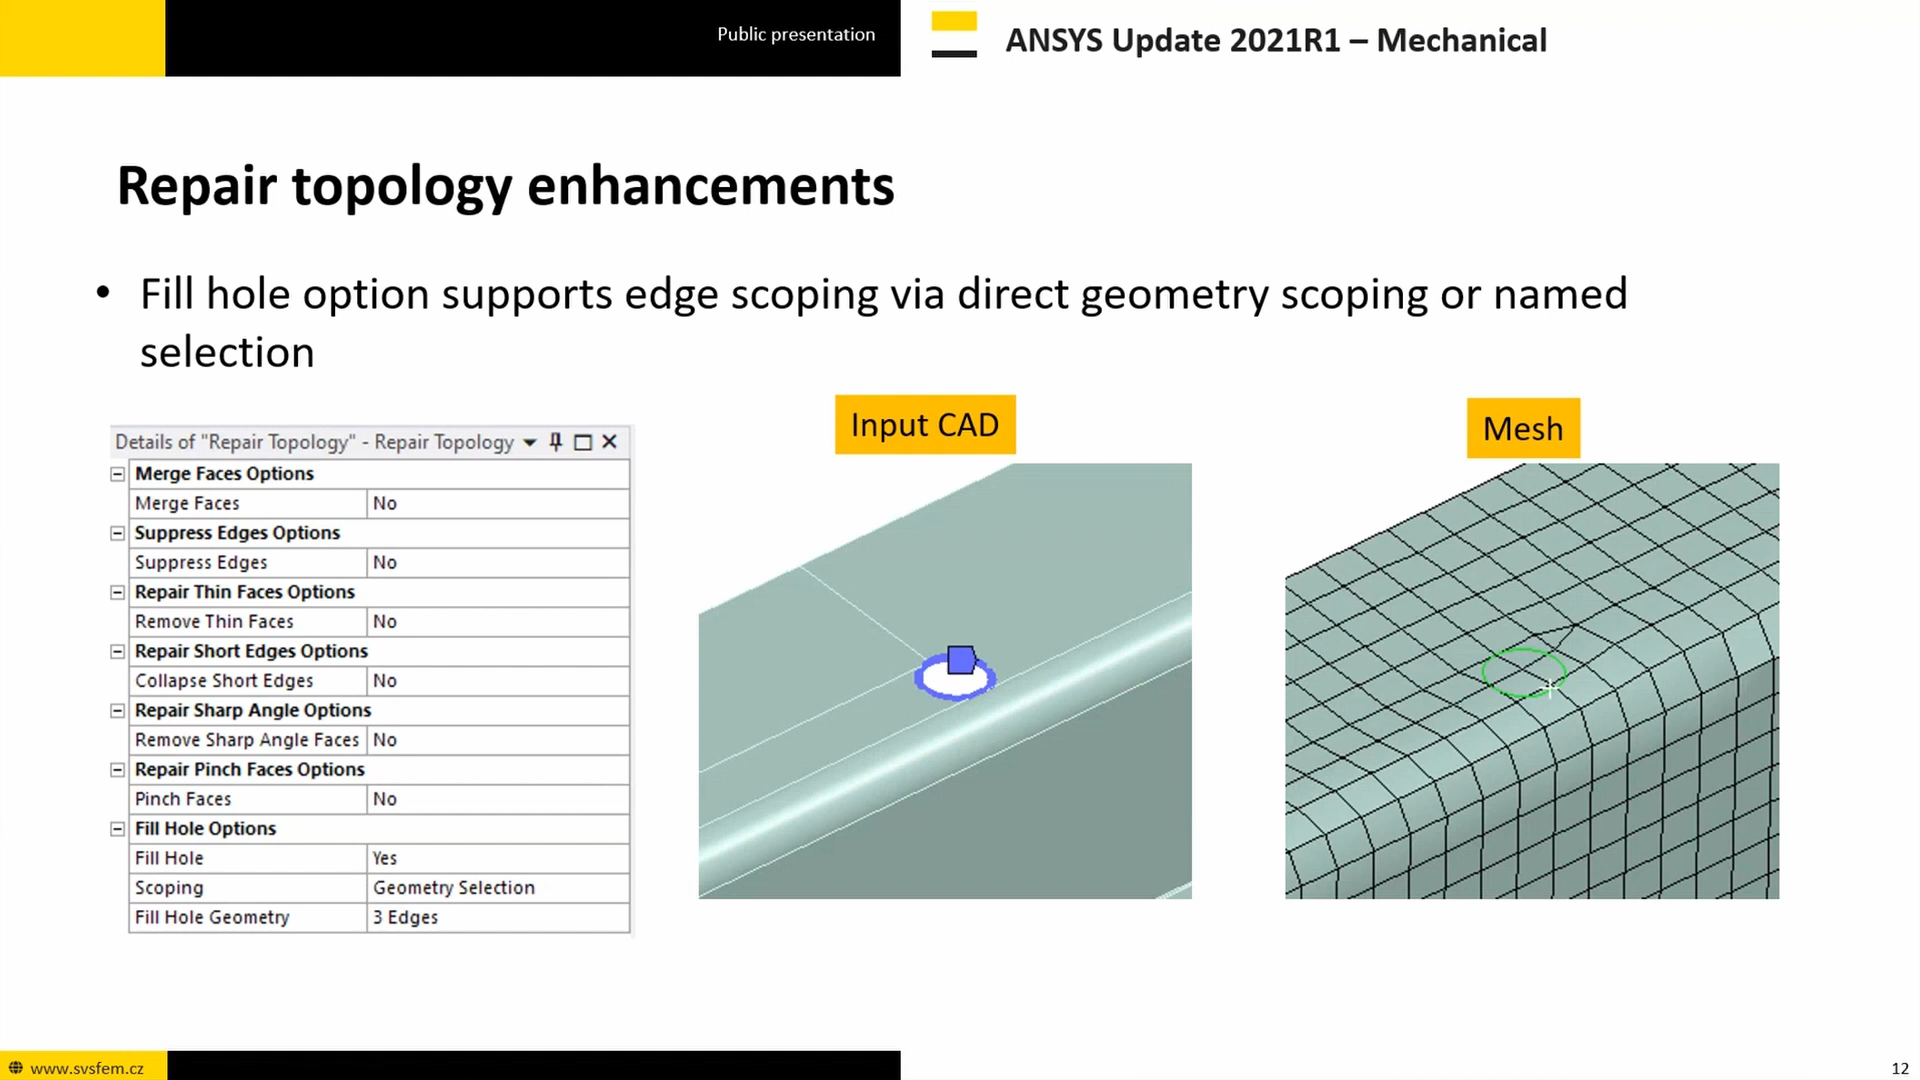 Public presentation
ANSYS Update 2021R1 – Mechanical
Repair topology enhancements
• Fill hole option supports edge scoping via direct geometry scoping or named
selection
Input CAD
Mesh
Details of "Repair Topology" - Repair Topology
Merge Faces Options
Merge Faces No
Suppress Edges Options
Suppress Edges No
Repair Thin Faces Options
Remove Thin Faces No
Repair Short Edges Options
Collapse Short Edges No
Repair Sharp Angle Options
Remove Sharp Angle Faces No
Repair Pinch Faces Options
Pinch Faces No
Fill Hole Options
Fill Hole Yes
Scoping Geometry Selection
Fill Hole Geometry 3 Edges
www.svsfem.cz
12